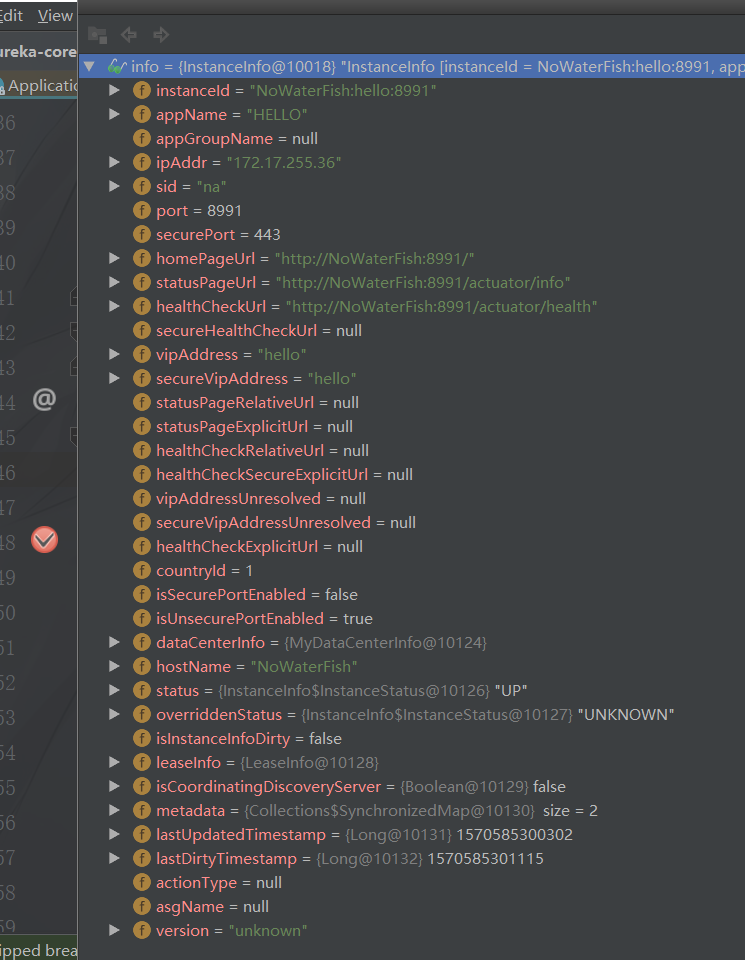 Edit View
ureka-core
Applicatio
info = {InstanceInfo@10018} "InstanceInfo [instanceId = NoWaterFish:hello:8991, app
instanceId = "NoWaterFish:hello:8991"
appName = "HELLO"
appGroupName = null
ipAddr = "172.17.255.36"
sid = "na"
port = 8991
securePort = 443
homePageUrl = "http://NoWaterFish:8991/"
statusPageUrl = "http://NoWaterFish:8991/actuator/info"
healthCheckUrl = "http://NoWaterFish:8991/actuator/health"
secureHealthCheckUrl = null
vipAddress = "hello"
secureVipAddress = "hello"
statusPageRelativeUrl = null
statusPageExplicitUrl = null
healthCheckRelativeUrl = null
healthCheckSecureExplicitUrl = null
vipAddressUnresolved = null
secureVipAddressUnresolved = null
healthCheckExplicitUrl = null
countryId = 1
isSecurePortEnabled = false
isUnsecurePortEnabled = true
dataCenterInfo = {MyDataCenterInfo@10124}
hostName = "NoWaterFish"
status = {InstanceInfo$InstanceStatus@10126} "UP"
overriddenStatus = {InstanceInfo$InstanceStatus@10127} "UNKNOWN"
isInstanceInfoDirty = false
leaseInfo = {LeaseInfo@10128}
isCoordinatingDiscoveryServer = {Boolean@10129} false
metadata = {Collections$SynchronizedMap@10130} size = 2
lastUpdatedTimestamp = {Long@10131} 1570585300302
lastDirtyTimestamp = {Long@10132} 1570585301115
actionType = null
asgName = null
version = "unknown"
36
37
38
39
40
41
42
43
44
45
46
47
48
49
50
51
52
53
54
55
56
57
58
59
ipped brea